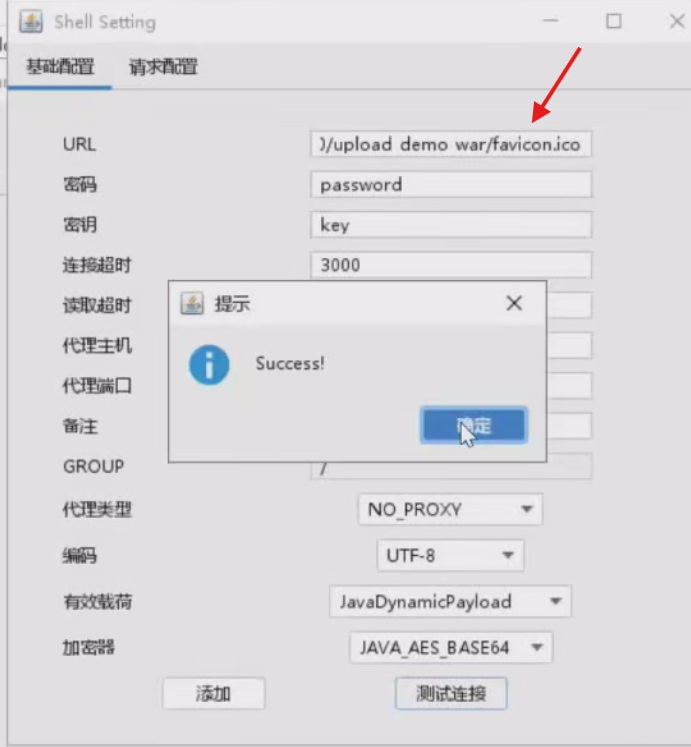 Shell Setting
基础配置 请求配置
URL )/upload demo war/favicon.ico
密码 password
密钥 key
连接超时 3000
读取超时
提示
代理主机
Success!
代理端口
备注 确定
GROUP /
代理类型 NO_PROXY
编码 UTF-8
有效载荷 JavaDynamicPayload
加密器 JAVA_AES_BASE64
添加 测试连接